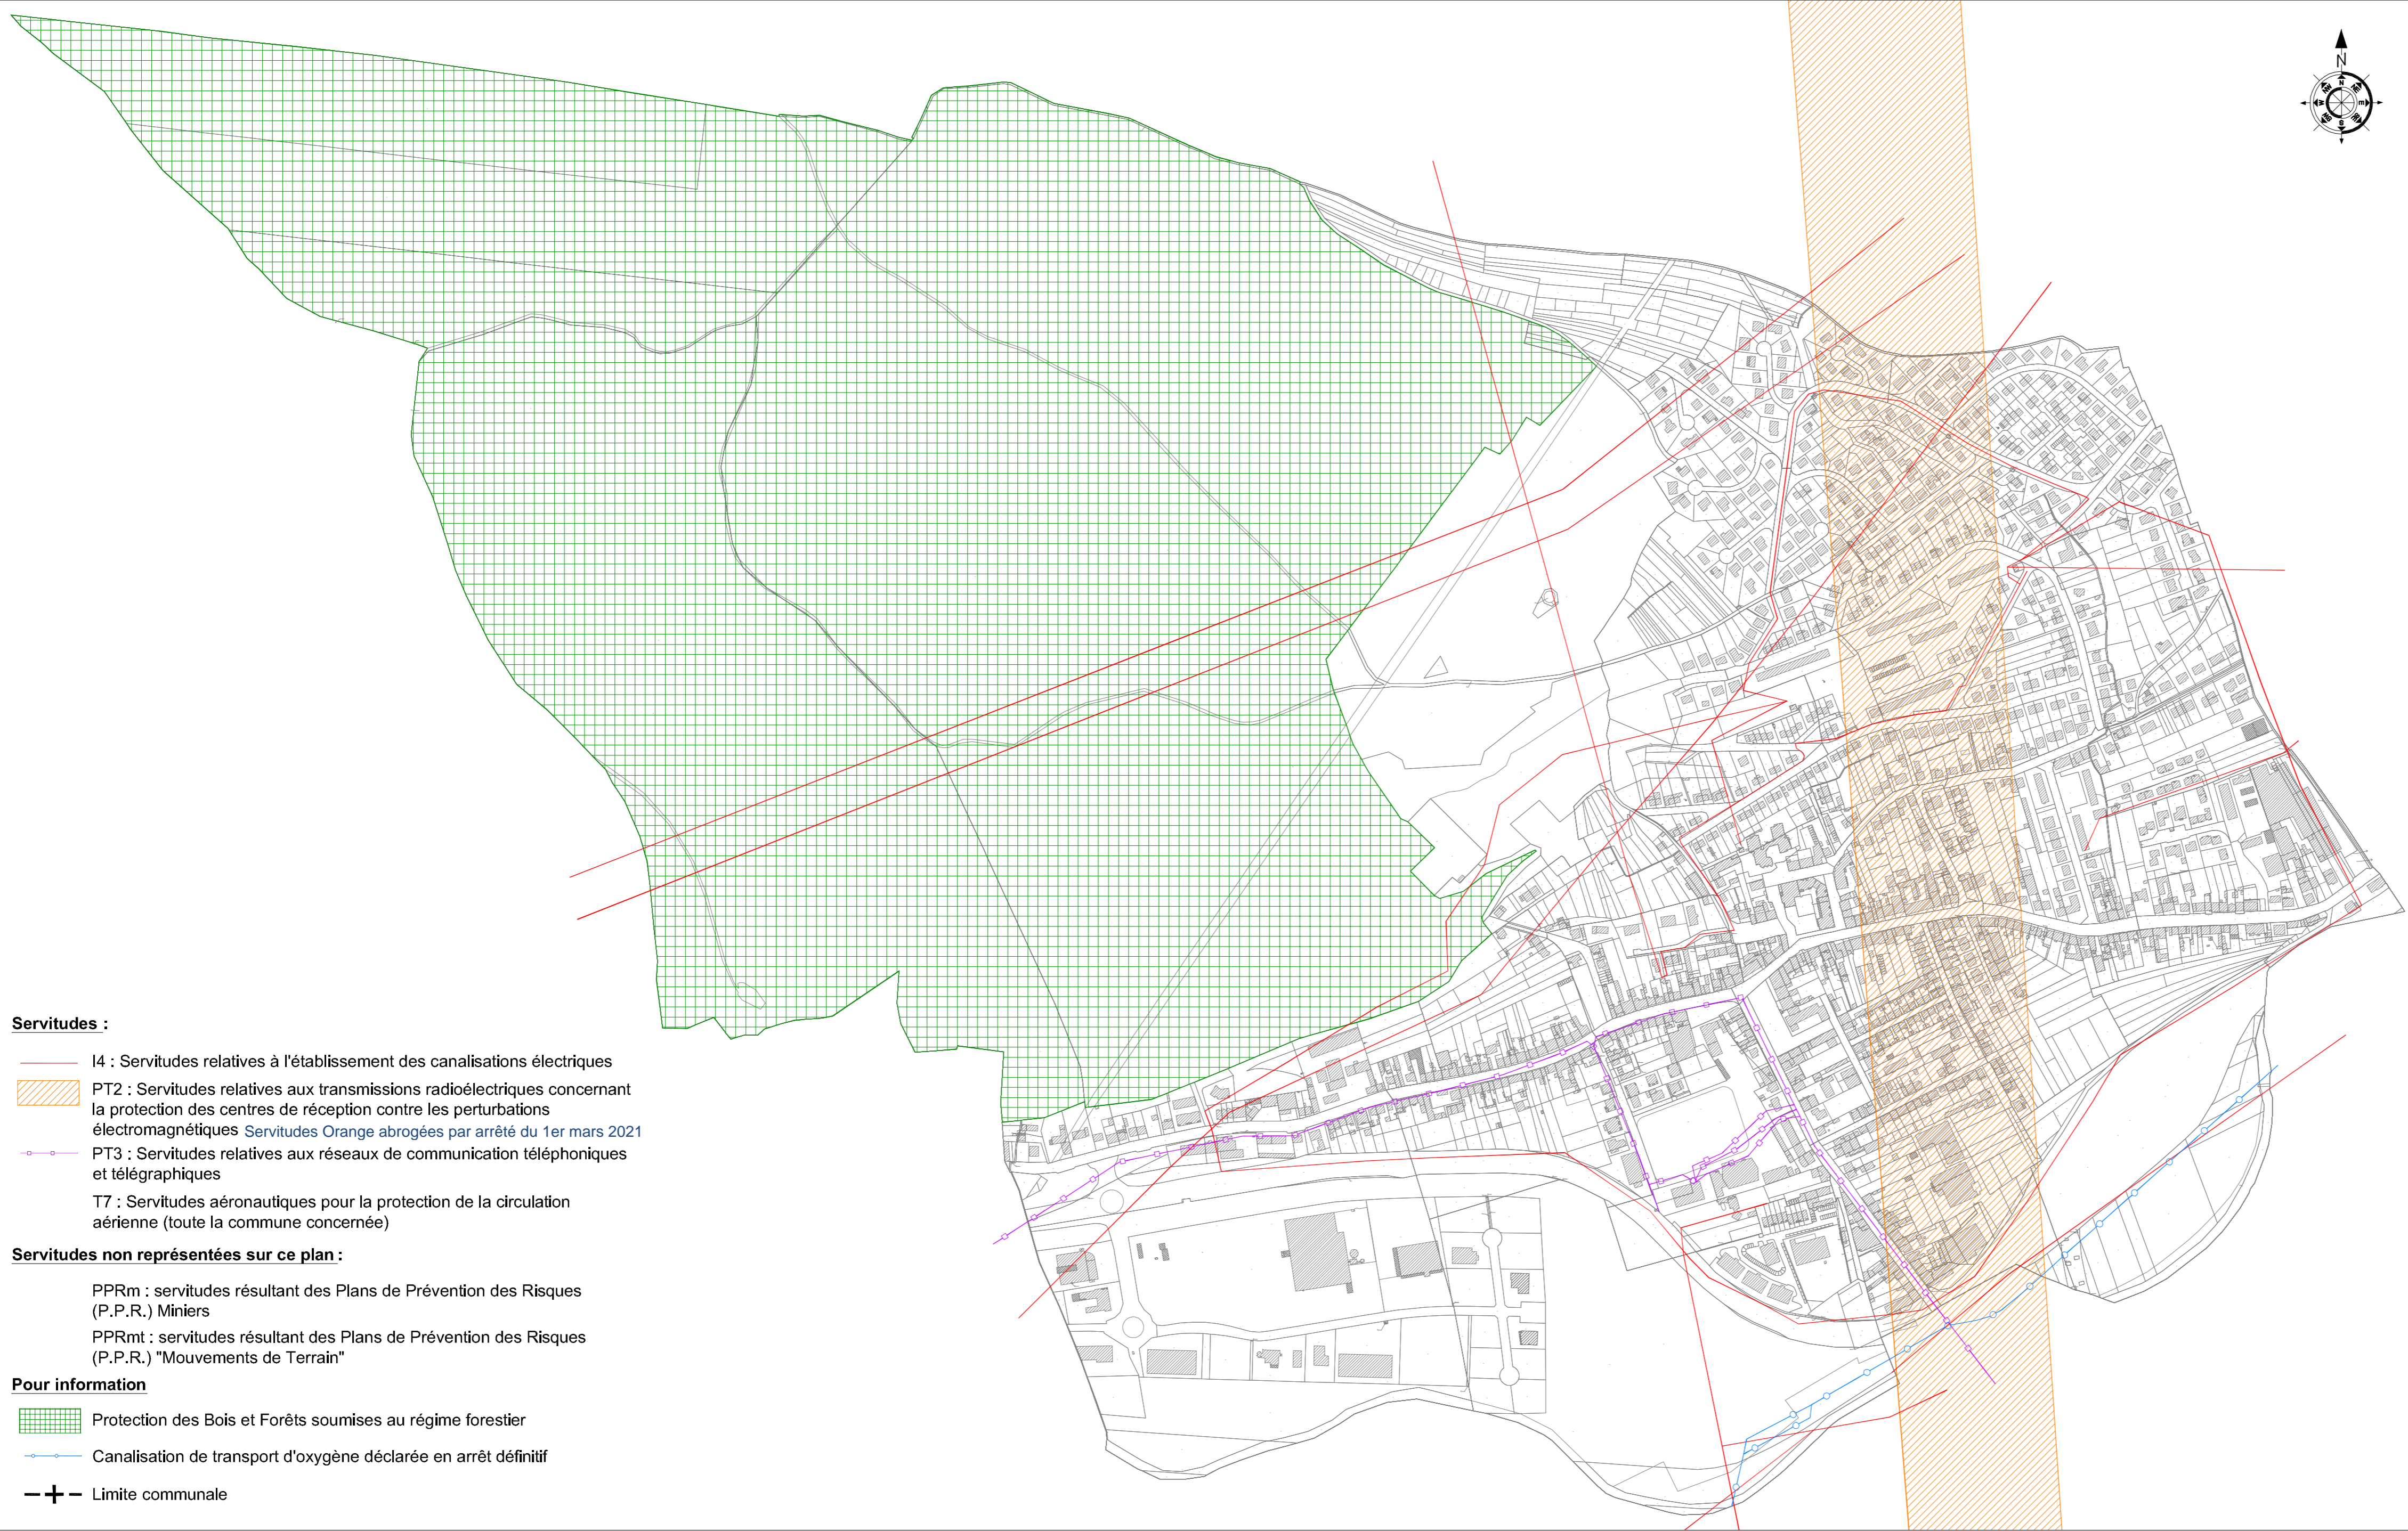 N
N
NE
E
SE
S
SW
W
NW
Servitudes :
I4 : Servitudes relatives à l'établissement des canalisations électriques
PT2 : Servitudes relatives aux transmissions radioélectriques concernant
la protection des centres de réception contre les perturbations
électromagnétiques Servitudes Orange abrogées par arrêté du 1er mars 2021
PT3 : Servitudes relatives aux réseaux de communication téléphoniques
et télégraphiques
T7 : Servitudes aéronautiques pour la protection de la circulation
aérienne (toute la commune concernée)
Servitudes non représentées sur ce plan :
PPRm : servitudes résultant des Plans de Prévention des Risques
(P.P.R.) Miniers
PPRmt : servitudes résultant des Plans de Prévention des Risques
(P.P.R.) "Mouvements de Terrain"
Pour information
Protection des Bois et Forêts soumises au régime forestier
Canalisation de transport d'oxygène déclarée en arrêt définitif
Limite communale